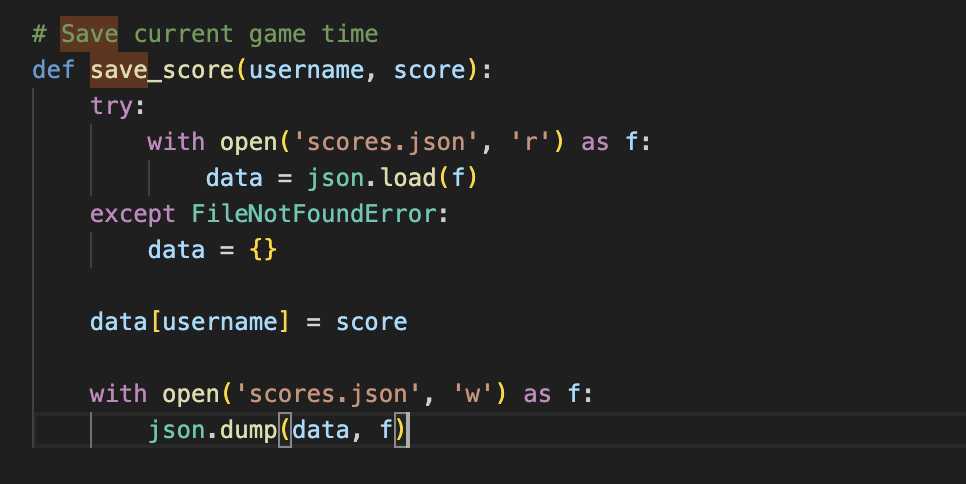 # Save current game time
def save_score(username, score):
    try:
        with open('scores.json', 'r') as f:
            data = json.load(f)
    except FileNotFoundError:
        data = {}

    data[username] = score

    with open('scores.json', 'w') as f:
        json.dump(data, f)